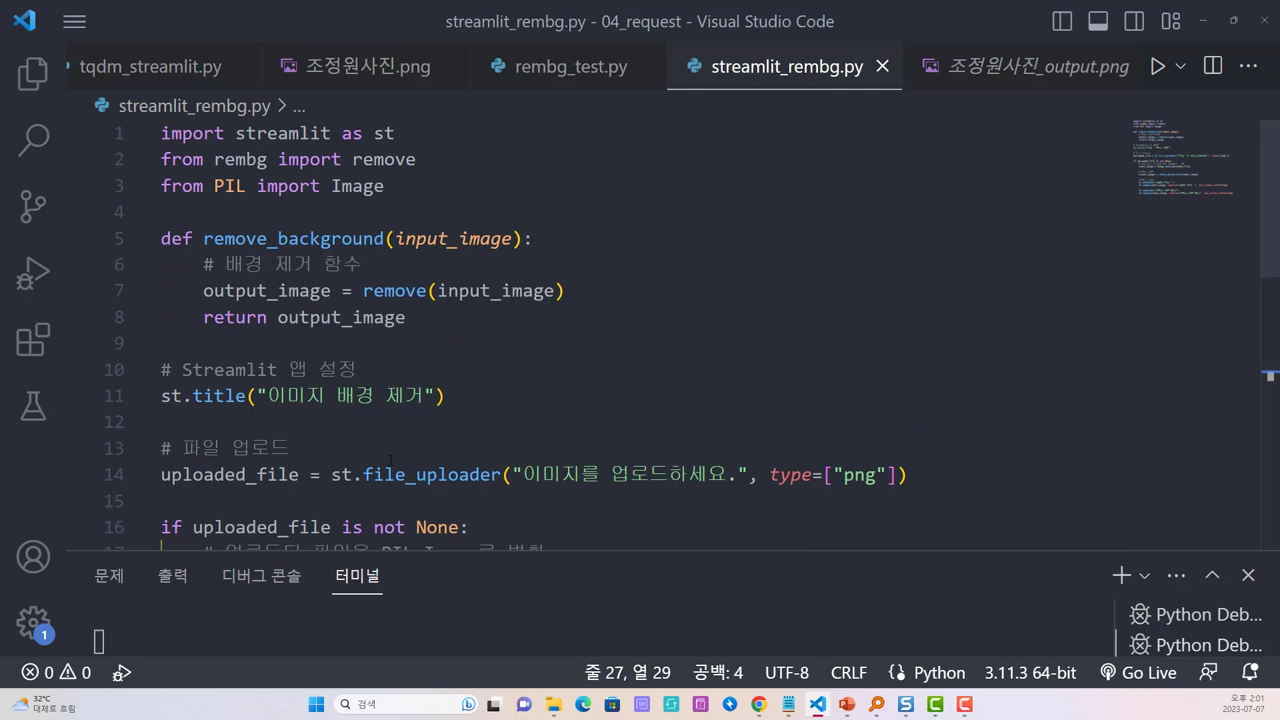 streamlit_rembg.py - 04_request - Visual Studio Code
tqdm_streamlit.py 조정원사진.png rembg_test.py streamlit_rembg.py 조정원사진_output.png
streamlit_rembg.py > ...
1 import streamlit as st
2 from rembg import remove
3 from PIL import Image
4
5 def remove_background(input_image):
6 # 배경 제거 함수
7 output_image = remove(input_image)
8 return output_image
9
10 # Streamlit 앱 설정
11 st.title("이미지 배경 제거")
12
13 # 파일 업로드
14 uploaded_file = st.file_uploader("이미지를 업로드하세요.", type=["png"])
15
16 if uploaded_file is not None:
문제 출력 디버그 콘솔 터미널
Python Deb...
Python Deb...
1
0 0 줄 27, 열 29 공백: 4 UTF-8 CRLF Python 3.11.3 64-bit Go Live
32°C
대체로 흐림
검색
오후 2:01
2023-07-07